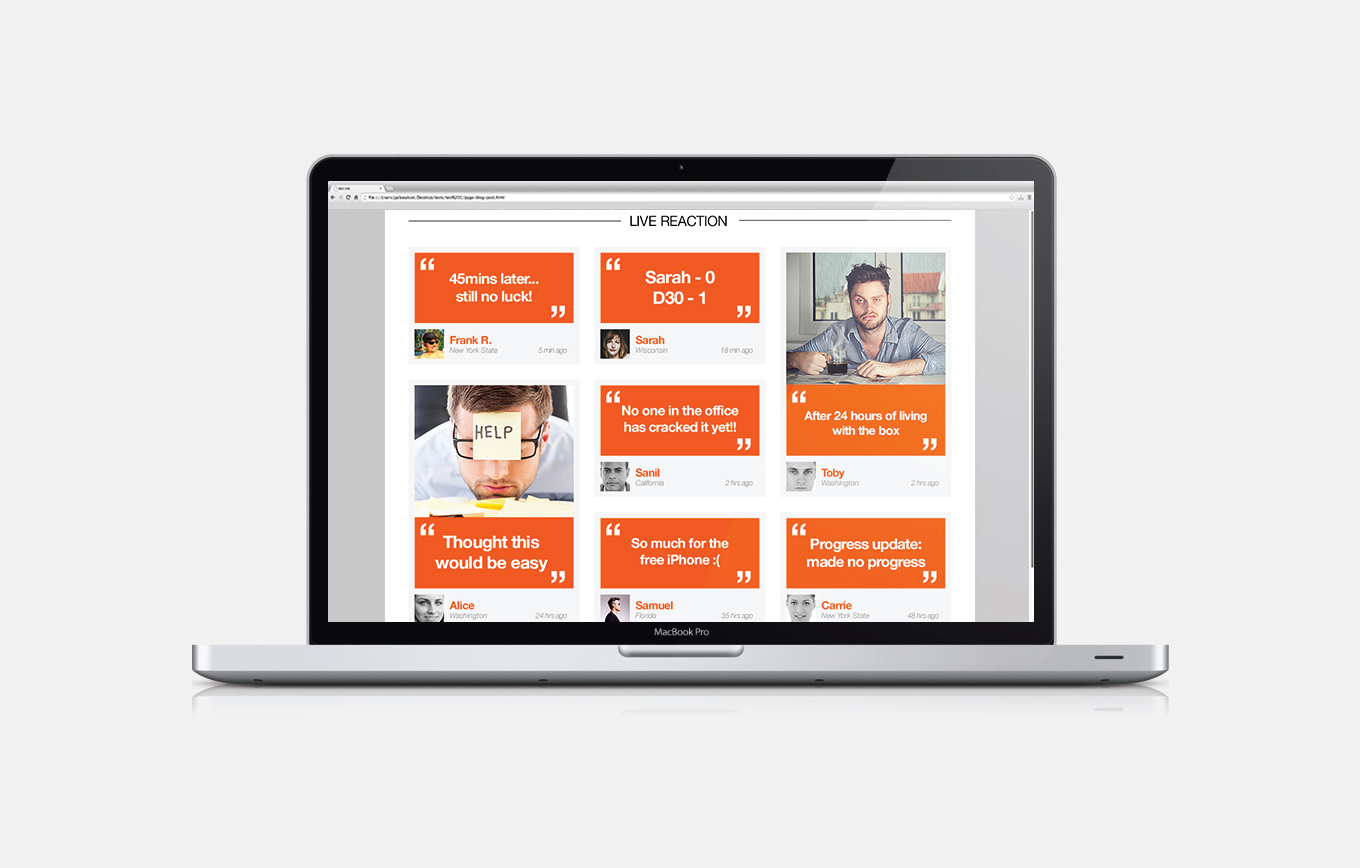 LIVE REACTION
“
45mins later...
still no luck!
”
Frank R.
New York State
5 min ago
“
Sarah - 0
D30 - 1
”
Sarah
Wisconsin
18 min ago
“
After 24 hours of living
with the box
”
Toby
Washington
2 hrs ago
HELP
“
Thought this
would be easy
”
Alice
Washington
24 hrs ago
“
No one in the office
has cracked it yet!!
”
Sanil
California
2 hrs ago
“
So much for the
free iPhone :(
”
Samuel
Florida
35 hrs ago
“
Progress update:
made no progress
”
Carrie
New York State
48 hrs ago
MacBook Pro